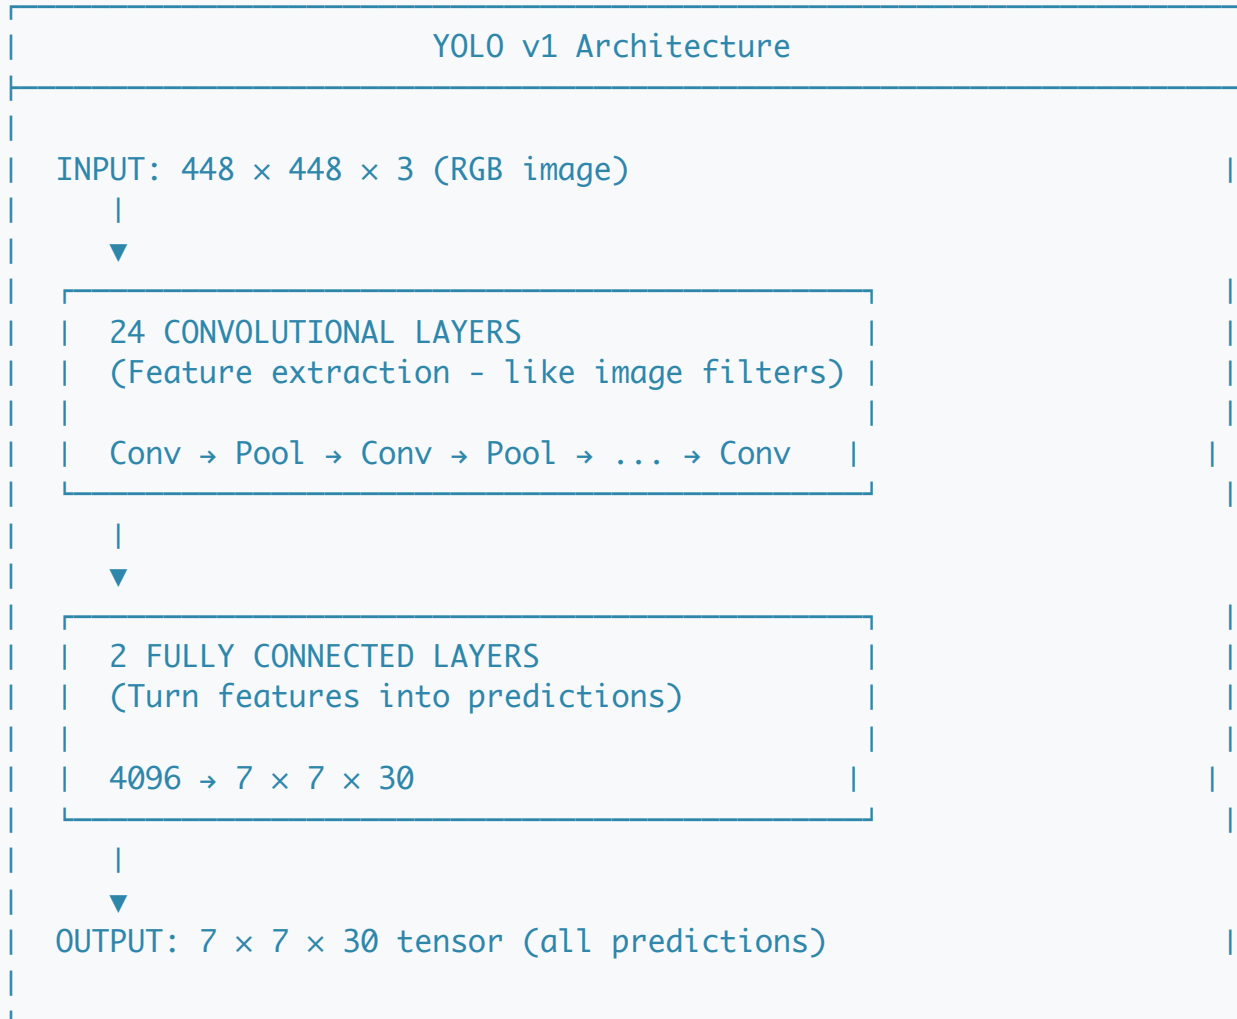 YOLO v1 Architecture
INPUT: 448 × 448 × 3 (RGB image)
▼
24 CONVOLUTIONAL LAYERS
(Feature extraction - like image filters)
Conv → Pool → Conv → Pool → ... → Conv
▼
2 FULLY CONNECTED LAYERS
(Turn features into predictions)
4096 → 7 × 7 × 30
▼
OUTPUT: 7 × 7 × 30 tensor (all predictions)